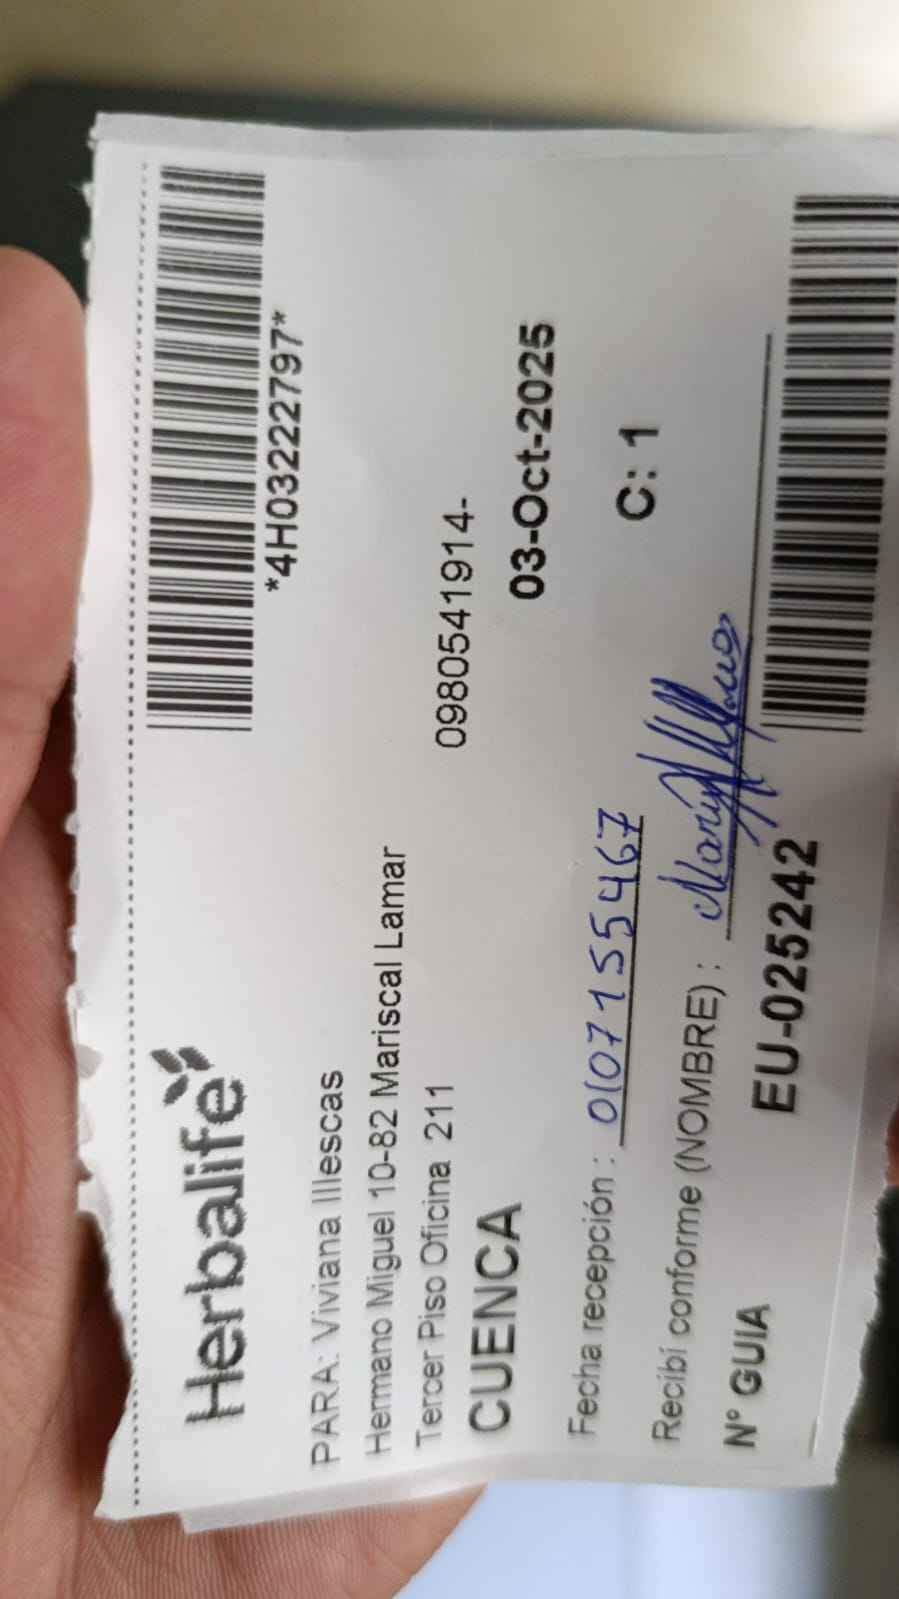 Herbalife
*4H03222797*
PARA: Viviana Illescas
Hermano Miguel 10-82 Mariscal Lamar
Tercer Piso Oficina 211
0980541914-
CUENCA
03-Oct-2025
Fecha recepción : 0107155467
C: 1
Recibí conforme (NOMBRE) :
Nº GUIA
EU-025242